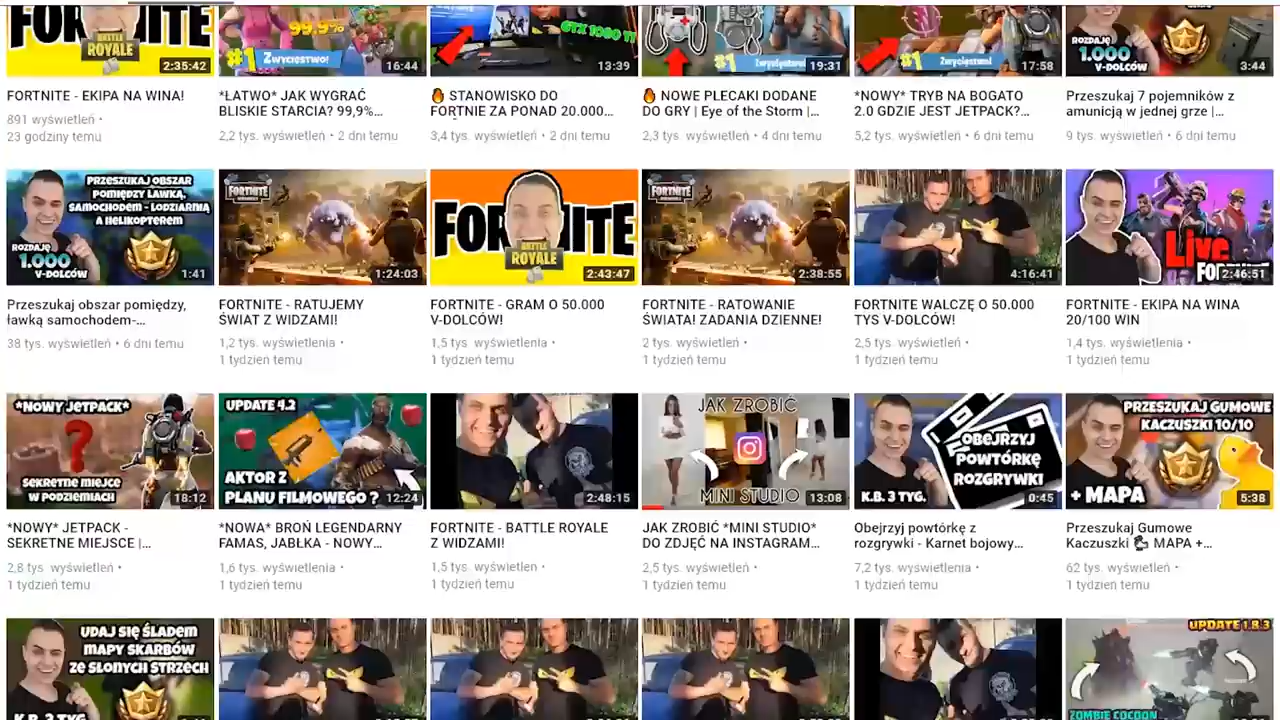 FORTNITE
BATTLE
ROYALE
2:35:42
99.9%
#1 Zwycięstwo!
16:44
GTX 1080 TI
13:39
#1 Zwycięstwo!
19:31
#1 Zwycięstwo!
17:58
ROZDAJĘ
1.000
V-DOLCÓW
3:44
FORTNITE - EKIPA NA WINA!
891 wyświetleń •
23 godziny temu
*ŁATWO* JAK WYGRAĆ
BLISKIE STARCIA? 99,9%...
2,2 tys. wyświetleń • 2 dni temu
🔥 STANOWISKO DO
FORTNIE ZA PONAD 20.000...
3,4 tys. wyświetleń • 2 dni temu
🔥 NOWE PLECAKI DODANE
DO GRY | Eye of the Storm |...
2,3 tys. wyświetleń • 4 dni temu
*NOWY* TRYB NA BOGATO
2.0 GDZIE JEST JETPACK?...
5,2 tys. wyświetleń • 6 dni temu
Przeszukaj 7 pojemników z
amunicją w jednej grze |...
9 tys. wyświetleń • 6 dni temu
PRZESZUKAJ OBSZAR
POMIĘDZY ŁAWKĄ,
SAMOCHODEM - LODZIARNIĄ
A HELIKOPTEREM
ROZDAJĘ
1.000
V-DOLCÓW
1:41
FORTNITE
1:24:03
FORTNITE
BATTLE
ROYALE
2:43:47
FORTNITE
2:38:55
4:16:41
Live
FORTNITE
2:46:51
Przeszukaj obszar pomiędzy,
ławką samochodem-...
38 tys. wyświetleń • 6 dni temu
FORTNITE - RATUJEMY
ŚWIAT Z WIDZAMI!
1,2 tys. wyświetlenia •
1 tydzień temu
FORTNITE - GRAM O 50.000
V-DOLCÓW!
1,5 tys. wyświetlenia •
1 tydzień temu
FORTNITE - RATOWANIE
ŚWIATA! ZADANIA DZIENNE!
2 tys. wyświetleń •
1 tydzień temu
FORTNITE WALCZĘ O 50.000
TYS V-DOLCÓW!
2,5 tys. wyświetleń •
1 tydzień temu
FORTNITE - EKIPA NA WINA
20/100 WIN
1,4 tys. wyświetlenia •
1 tydzień temu
*NOWY JETPACK*
SEKRETNE MIEJSCE
W PODZIEMIACH
18:12
UPDATE 4.2
AKTOR Z
PLANU FILMOWEGO ?
12:24
2:48:15
JAK ZROBIĆ
MINI STUDIO
13:08
OBEJRZYJ
POWTÓRKĘ
ROZGRYWKI
K.B. 3 TYG.
0:45
PRZESZUKAJ GUMOWE
KACZUSZKI 10/10
+ MAPA
5:38
*NOWY* JETPACK -
SEKRETNE MIEJSCE |...
2,8 tys. wyświetleń •
1 tydzień temu
*NOWA* BROŃ LEGENDARNY
FAMAS, JABŁKA - NOWY...
1,6 tys. wyświetlenia •
1 tydzień temu
FORTNITE - BATTLE ROYALE
Z WIDZAMI!
1,5 tys. wyświetleń •
1 tydzień temu
JAK ZROBIĆ *MINI STUDIO*
DO ZDJĘĆ NA INSTAGRAM...
2,5 tys. wyświetleń •
1 tydzień temu
Obejrzyj powtórkę z
rozgrywki - Karnet bojowy...
7,2 tys. wyświetlenia •
1 tydzień temu
Przeszukaj Gumowe
Kaczuszki 🦆 MAPA +...
62 tys. wyświetleń •
1 tydzień temu
UDAJ SIĘ ŚLADEM
MAPY SKARBÓW
ZE SŁONYCH STRZECH
K.B. 3 TYG.
UPDATE 1.8.3
ZOMBIE COCOON